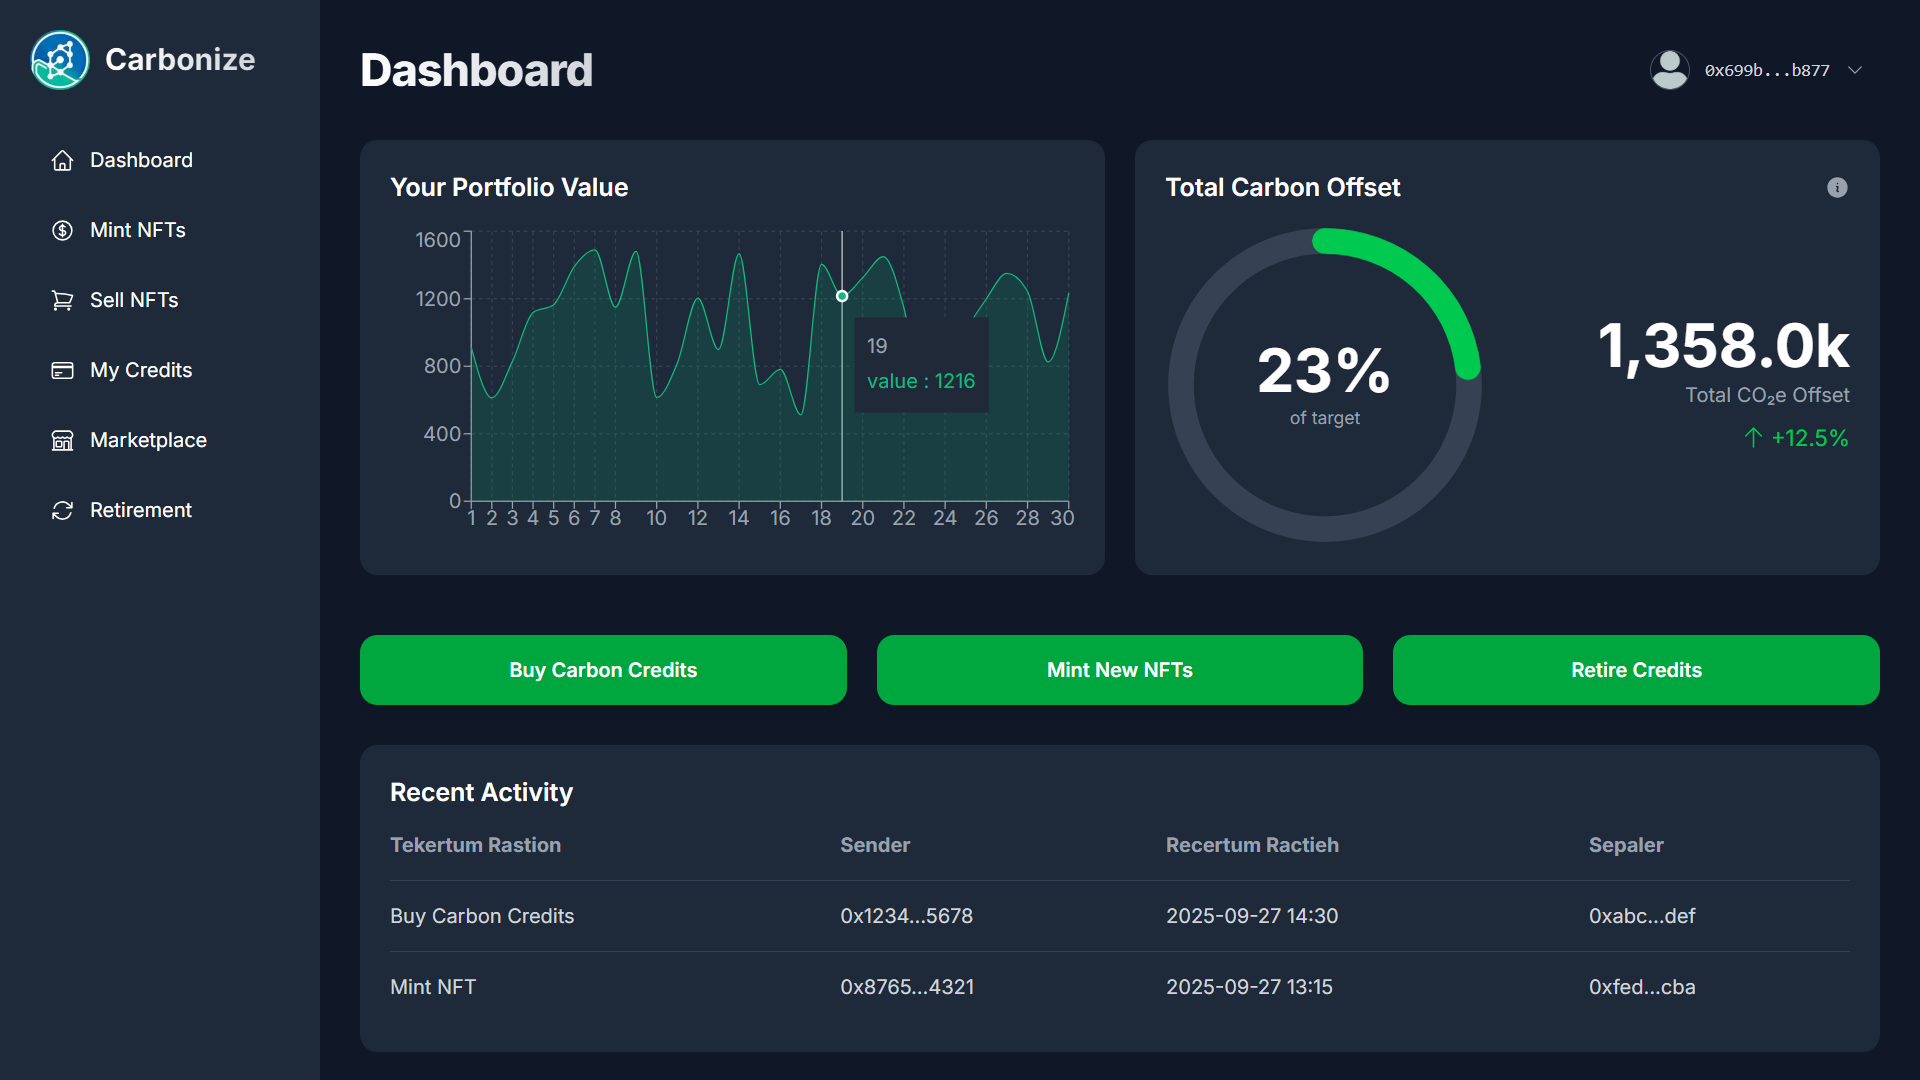 Carbonize
Dashboard
Mint NFTs
Sell NFTs
My Credits
Marketplace
Retirement
Dashboard
0x699b...b877
Your Portfolio Value
1600
1200
800
400
0
1 2 3 4 5 6 7 8 10 12 14 16 18 20 22 24 26 28 30
19
value : 1216
Total Carbon Offset
23%
of target
1,358.0k
Total CO₂e Offset
+12.5%
Buy Carbon Credits
Mint New NFTs
Retire Credits
Recent Activity
Tekertum Rastion Sender Recertum Ractieh Sepaler
Buy Carbon Credits 0x1234...5678 2025-09-27 14:30 0xabc...def
Mint NFT 0x8765...4321 2025-09-27 13:15 0xfed...cba